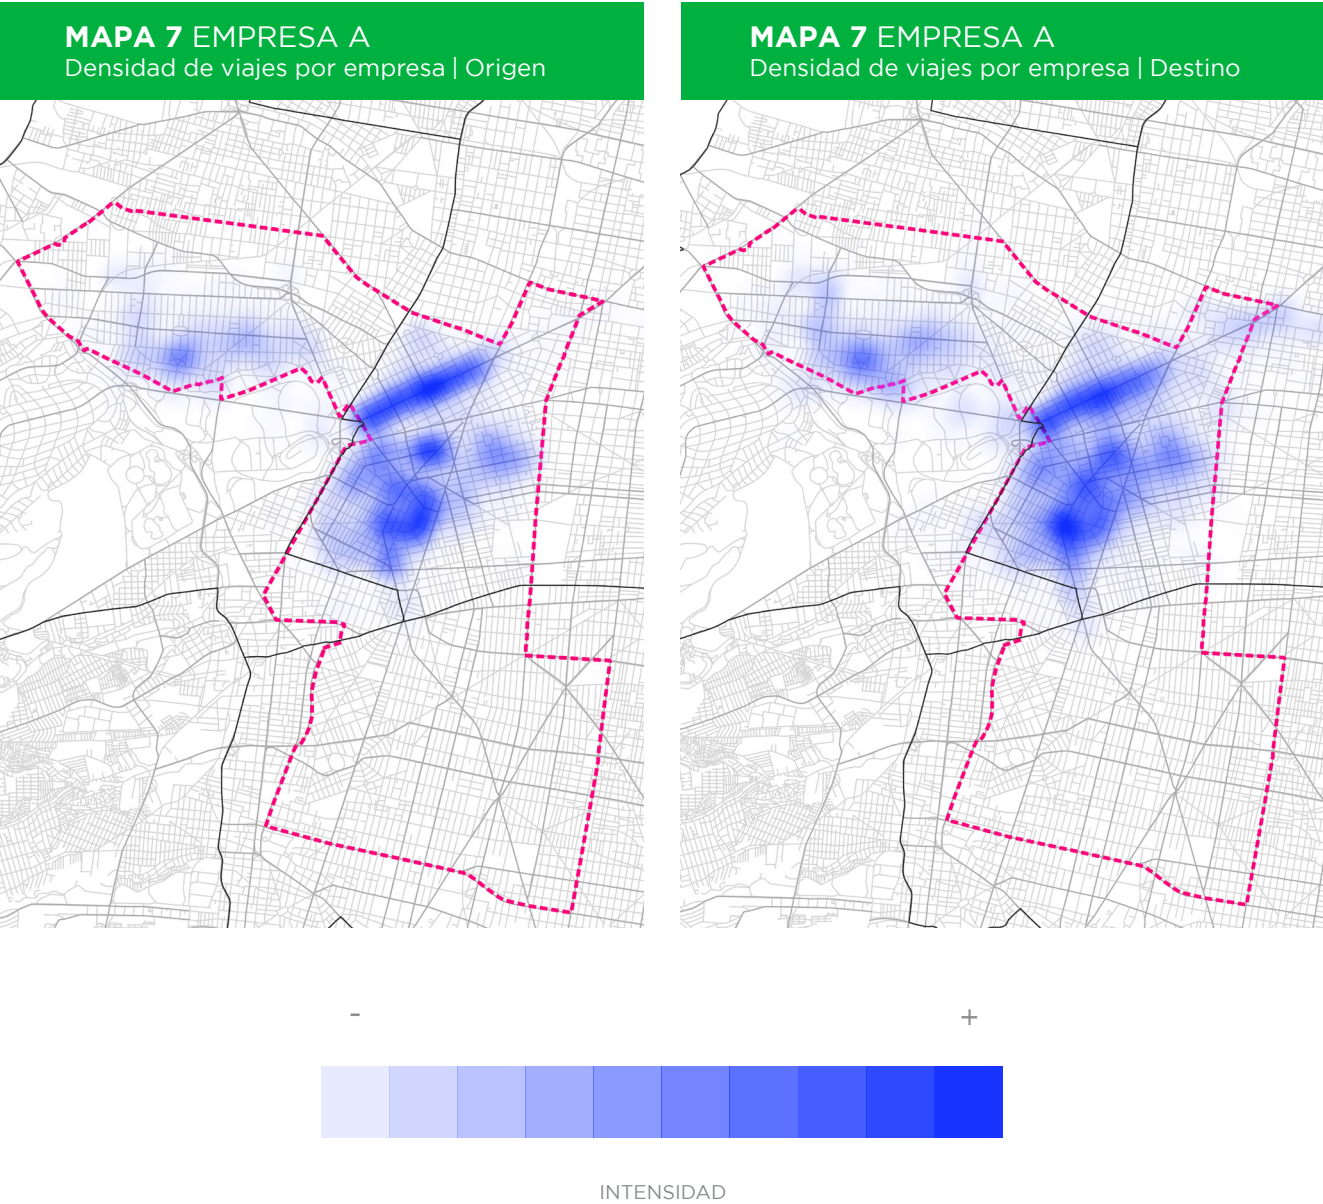 MAPA 7 EMPRESA A
Densidad de viajes por empresa | Origen
MAPA 7 EMPRESA A
Densidad de viajes por empresa | Destino
- +
INTENSIDAD